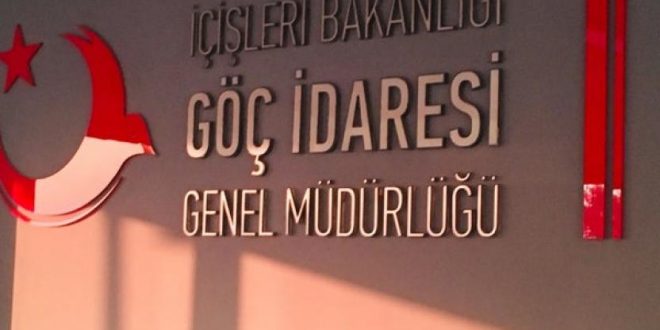 İÇİŞLERİ BAKANLIĞI
GÖÇ İDARESİ
GENEL MÜDÜRLÜĞÜ